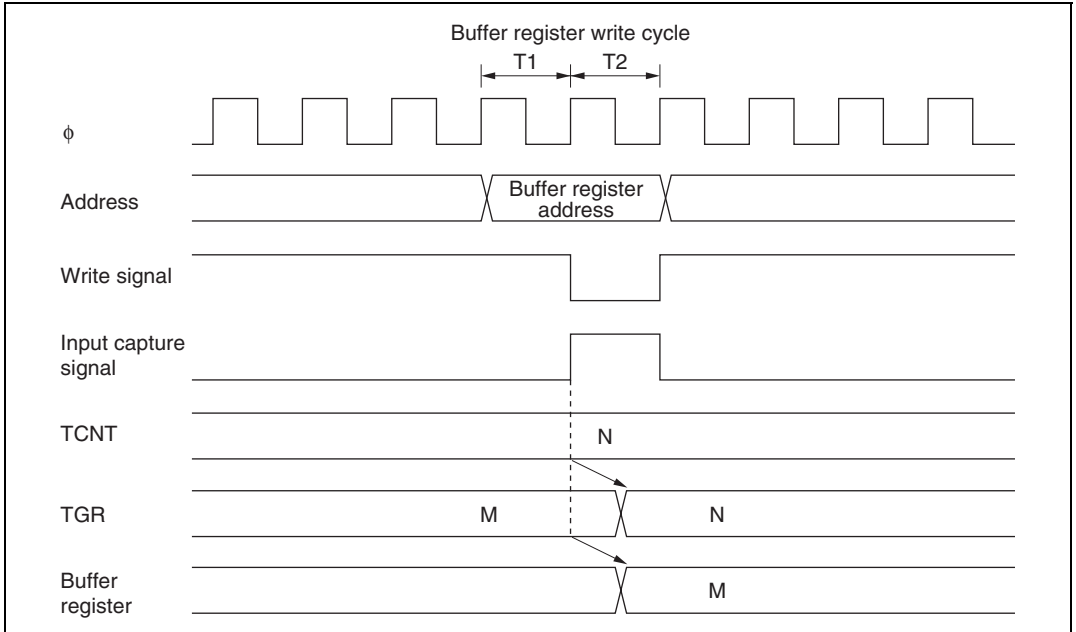 Buffer register write cycle
T1 T2
ϕ
Address
Buffer register
address
Write signal
Input capture
signal
TCNT
N
TGR
M N
Buffer
register
M